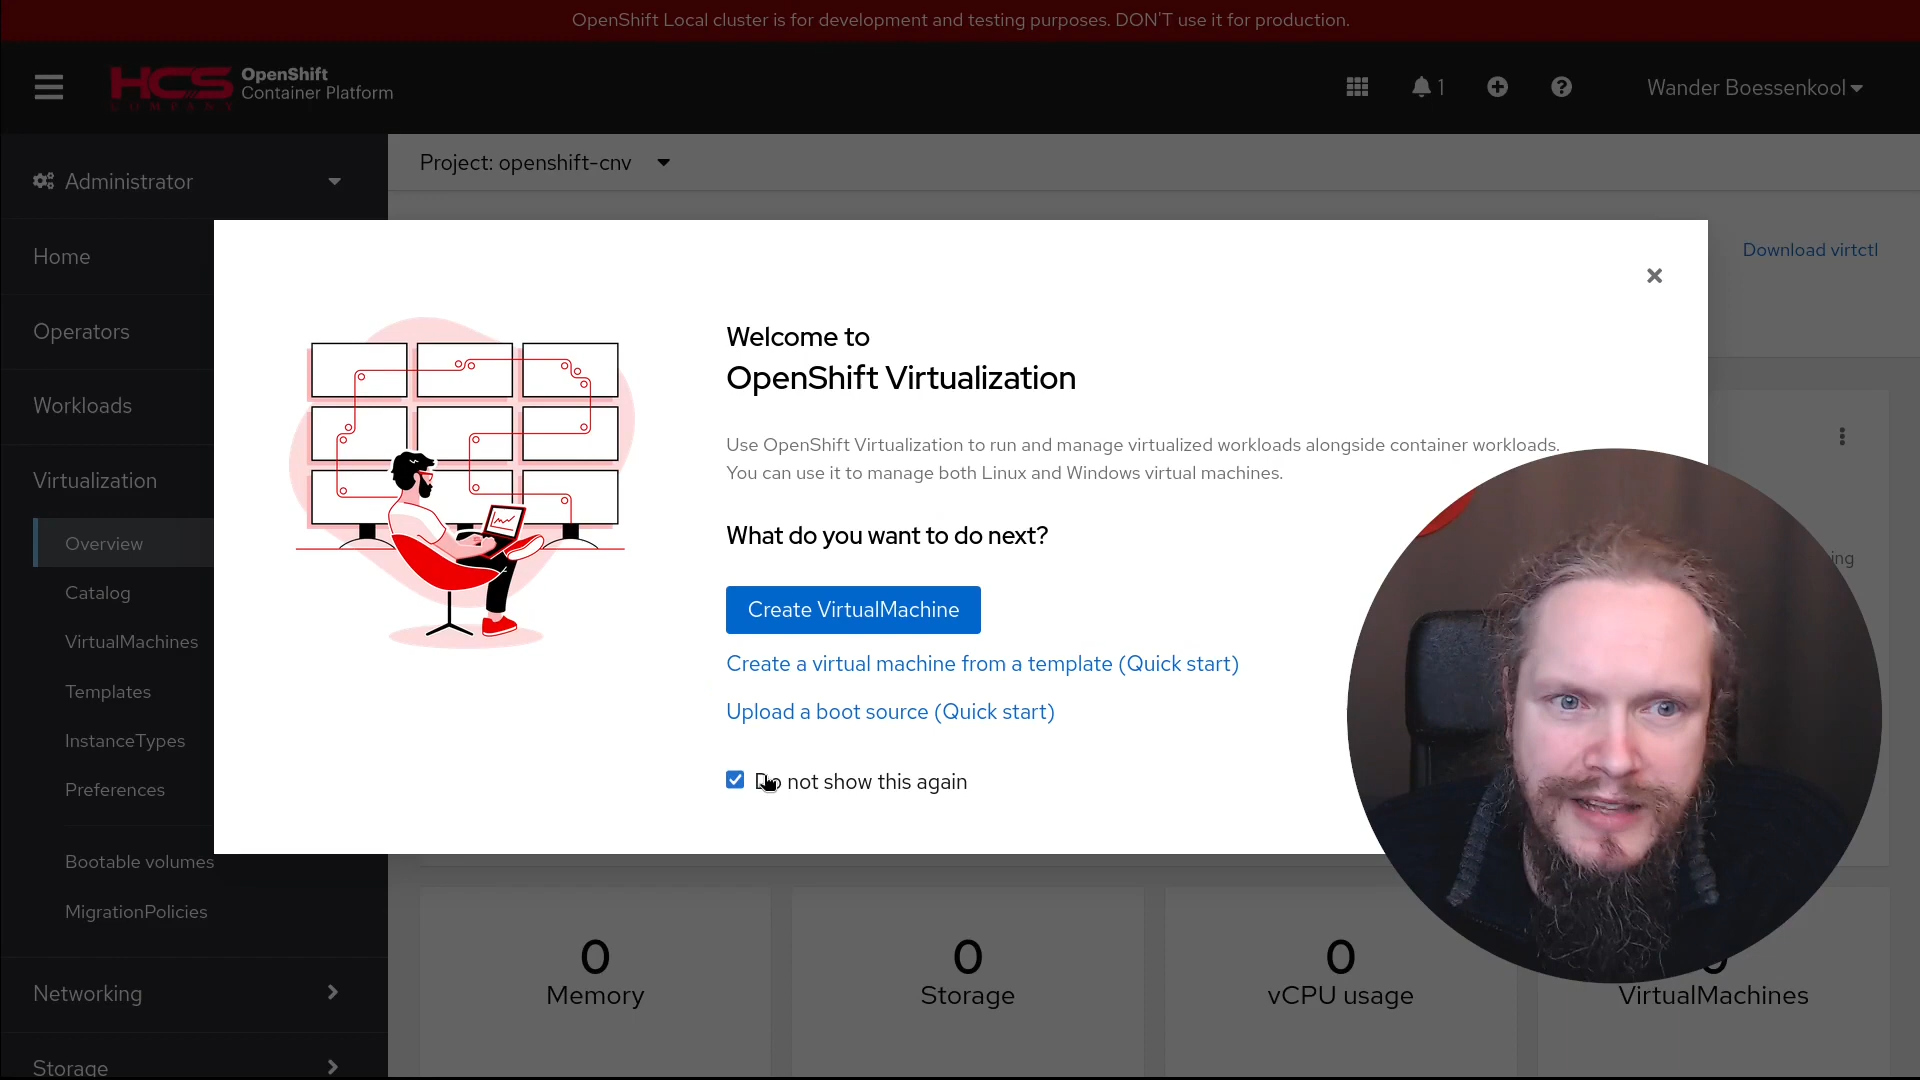 OpenShift Local cluster is for development and testing purposes. DON'T use it for production.
HCS
COMPANY
OpenShift
Container Platform
1
Wander Boessenkool
Administrator
Project: openshift-cnv
Home
Operators
Workloads
Virtualization
Overview
Catalog
VirtualMachines
Templates
InstanceTypes
Preferences
Bootable volumes
MigrationPolicies
Networking
Storage
Download virtctl
Welcome to
OpenShift Virtualization
Use OpenShift Virtualization to run and manage virtualized workloads alongside container workloads.
You can use it to manage both Linux and Windows virtual machines.
What do you want to do next?
Create VirtualMachine
Create a virtual machine from a template (Quick start)
Upload a boot source (Quick start)
Do not show this again
0
Memory
0
Storage
0
vCPU usage
0
VirtualMachines